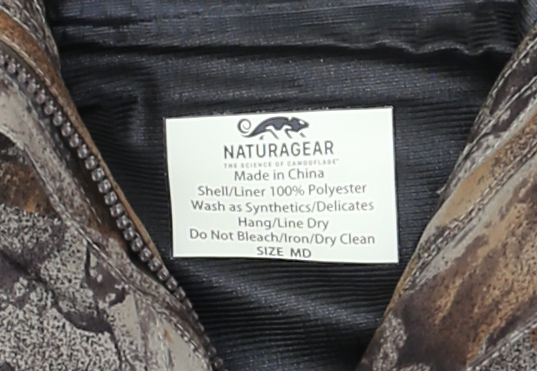 NATURAGEAR
THE SCIENCE OF CAMOUFLAGE
Made in China
Shell/Liner 100% Polyester
Wash as Synthetics/Delicates
Hang/Line Dry
Do Not Bleach/Iron/Dry Clean
SIZE MD